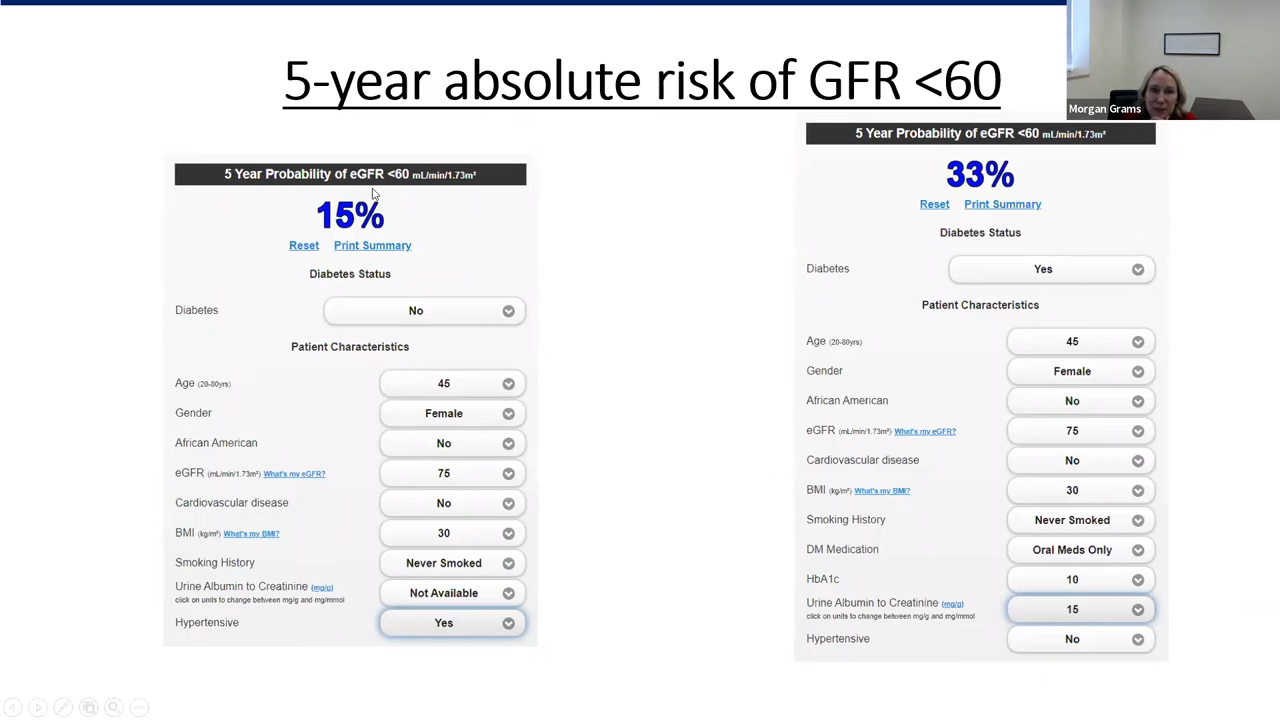 5-year absolute risk of GFR <60
Morgan Grams
5 Year Probability of eGFR <60 mL/min/1.73m²
15%
Reset Print Summary
Diabetes Status
Diabetes No
Patient Characteristics
Age (20-80yrs) 45
Gender Female
African American No
eGFR (mL/min/1.73m²) What's my eGFR? 75
Cardiovascular disease No
BMI (kg/m²) What's my BMI? 30
Smoking History Never Smoked
Urine Albumin to Creatinine (mg/g)
click on units to change between mg/g and mg/mmol Not Available
Hypertensive Yes
5 Year Probability of eGFR <60 mL/min/1.73m²
33%
Reset Print Summary
Diabetes Status
Diabetes Yes
Patient Characteristics
Age (20-80yrs) 45
Gender Female
African American No
eGFR (mL/min/1.73m²) What's my eGFR? 75
Cardiovascular disease No
BMI (kg/m²) What's my BMI? 30
Smoking History Never Smoked
DM Medication Oral Meds Only
HbA1c 10
Urine Albumin to Creatinine (mg/g)
click on units to change between mg/g and mg/mmol 15
Hypertensive No